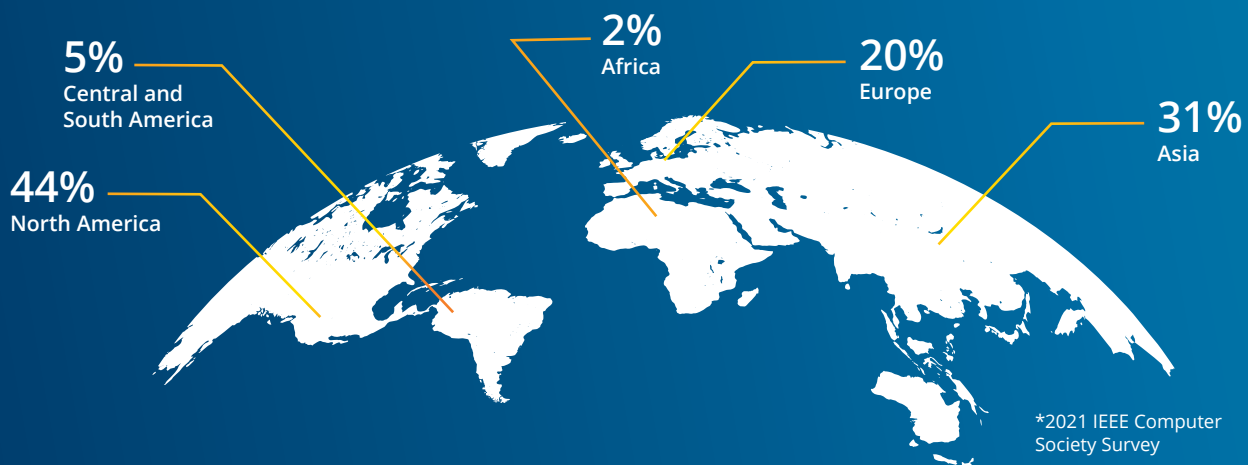 2%
Africa
5%
Central and
South America
20%
Europe
31%
Asia
44%
North America
*2021 IEEE Computer
Society Survey